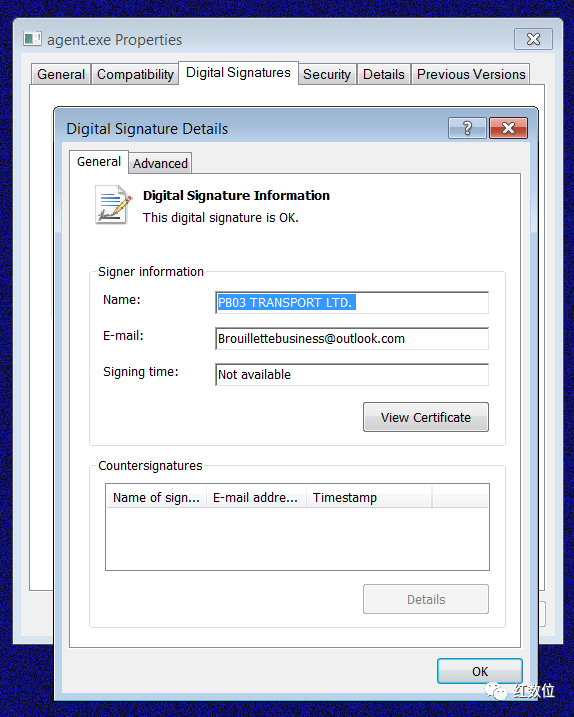 agent.exe Properties
General Compatibility Digital Signatures Security Details Previous Versions
Digital Signature Details
General Advanced
Digital Signature Information
This digital signature is OK.
Signer information
Name: PB03 TRANSPORT LTD.
E-mail: Brouillettebusiness@outlook.com
Signing time: Not available
View Certificate
Countersignatures
Name of sign... E-mail addre... Timestamp
Details
OK
红数位